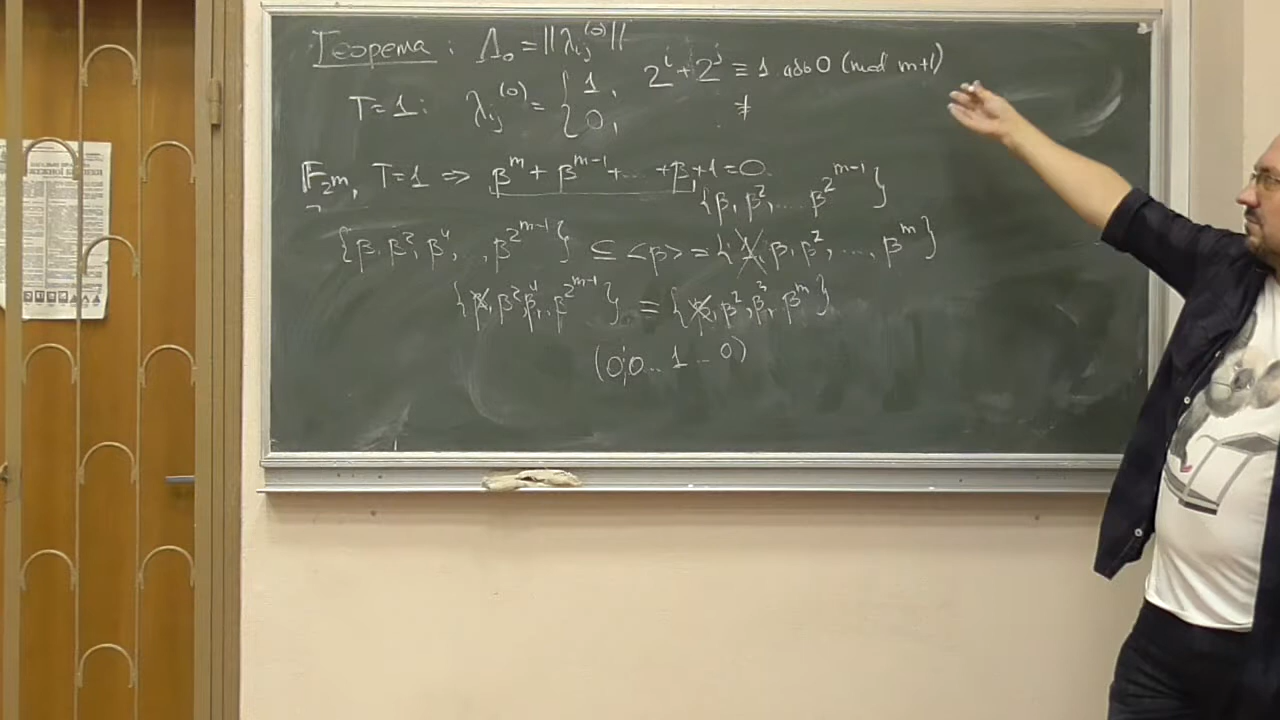 Теорема : Λ₀ = ||λᵢⱼ⁽⁰⁾||
T=1 : λᵢⱼ⁽⁰⁾ = { 1, 2ⁱ + 2ʲ ≡ 1 або 0 (mod m+1)
0, ≢
F₂ᵐ, T=1 ⇒ βᵐ + βᵐ⁻¹ + ... + β + 1 = 0.
{β, β², ... β^{2^{m-1}}}
{β, β², β⁴, ..., β^{2^{m-1}}} ⊆ <β> = {1, β, β², ..., βᵐ}
{β, β², β⁴, .. β^{2^{m-1}}} = {β, β², β³, .. βᵐ}
(0,0... 1 ... 0)